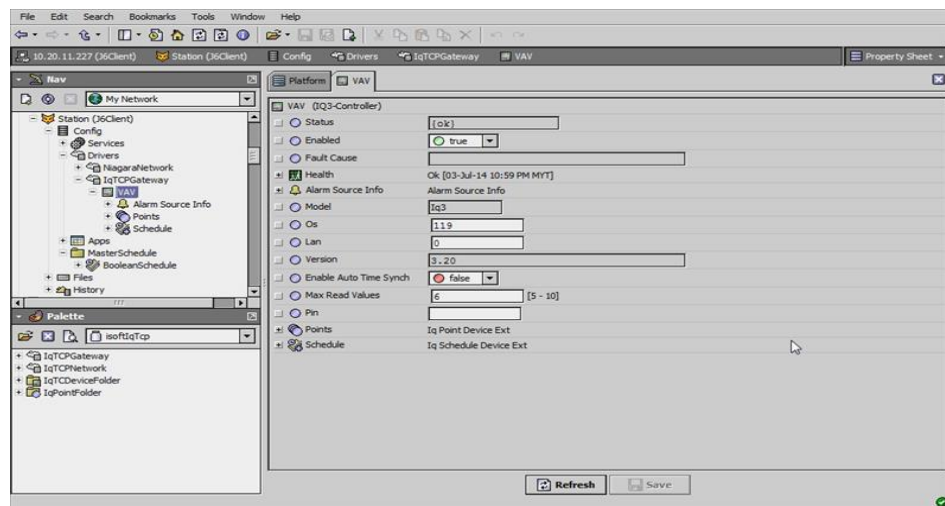 File Edit Search Bookmarks Tools Window Help
10.20.11.227 (J6Client) Station (J6Client) Config Drivers IqTCPGateway VAV Property Sheet
Nav
Platform VAV
My Network
VAV (IQ3-Controller)
Station (J6Client)
Config
Services
Drivers
NiagaraNetwork
IqTCPGateway
VAV
Alarm Source Info
Points
Schedule
Apps
MasterSchedule
BooleanSchedule
Files
History
Status {ok}
Enabled true
Fault Cause
Health Ok [03-Jul-14 10:59 PM MYT]
Alarm Source Info Alarm Source Info
Model Iq3
Os 119
Lan 0
Version 3.20
Enable Auto Time Synch false
Max Read Values 6 [5 - 10]
Pin
Points Iq Point Device Ext
Schedule Iq Schedule Device Ext
Palette
isoftIqTcp
IqTCPGateway
IqTCPNetwork
IqTCDeviceFolder
IqPointFolder
Refresh Save